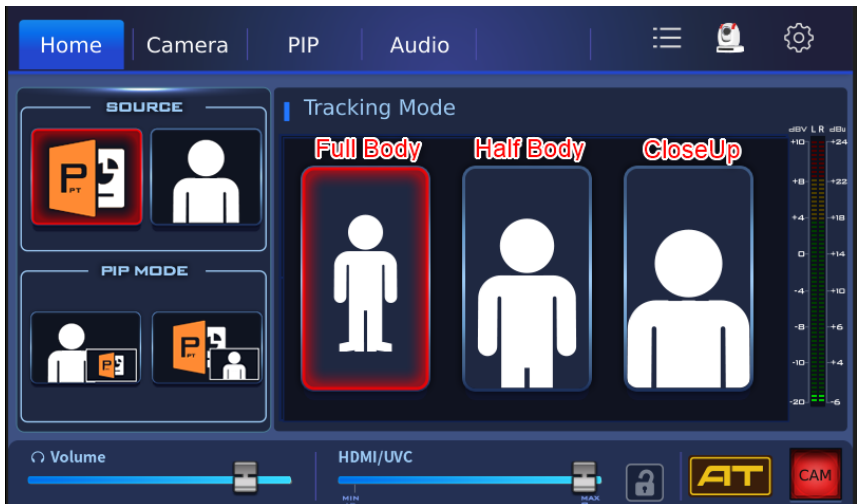 Home Camera PIP Audio
SOURCE
P
PT
PIP MODE
P
P
PT
Tracking Mode
Full Body Half Body CloseUp
dBV L R dBu
+10 +24
+8 +22
+4 +18
0 +14
-4 +10
-8 +6
-10 +4
-20 -6
Volume
HDMI/UVC
MIN MAX
AT
CAM